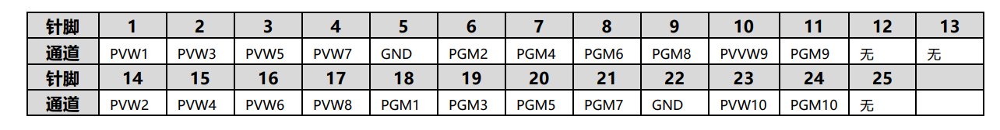 针脚 1 2 3 4 5 6 7 8 9 10 11 12 13
通道 PVW1 PVW3 PVW5 PVW7 GND PGM2 PGM4 PGM6 PGM8 PVVW9 PGM9 无 无
针脚 14 15 16 17 18 19 20 21 22 23 24 25
通道 PVW2 PVW4 PVW6 PVW8 PGM1 PGM3 PGM5 PGM7 GND PVW10 PGM10 无